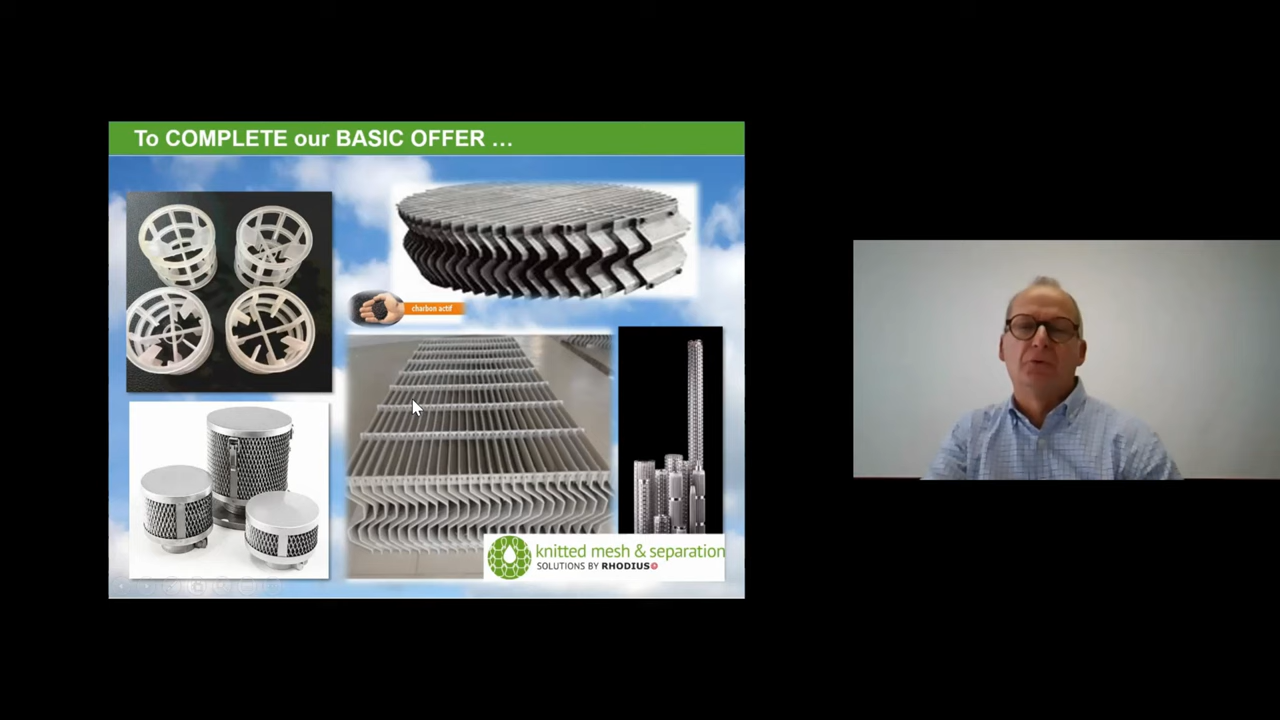 To COMPLETE our BASIC OFFER ...
charbon actif
knitted mesh & separation
SOLUTIONS BY RHODIUS